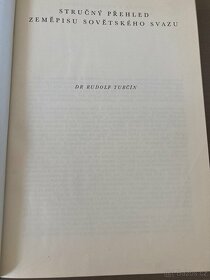 STRUČNÝ PŘEHLED
ZEMĚPISU SOVĚTSKÉHO SVAZU
DR RUDOLF TURČÍN